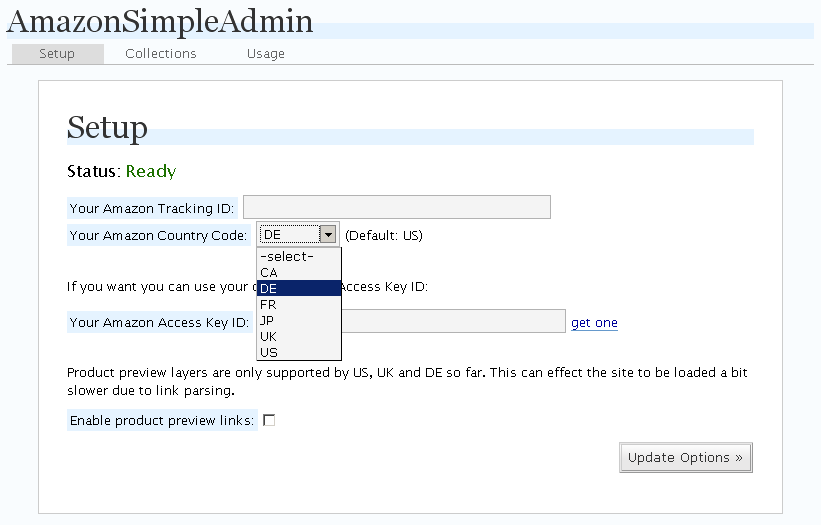 AmazonSimpleAdmin
Setup Collections Usage
Setup
Status: Ready
Your Amazon Tracking ID:
Your Amazon Country Code: DE (Default: US)
-select-
CA
DE
FR
JP
UK
US
If you want you can use your Access Key ID:
Your Amazon Access Key ID: get one
Product preview layers are only supported by US, UK and DE so far. This can effect the site to be loaded a bit
slower due to link parsing.
Enable product preview links:
Update Options »